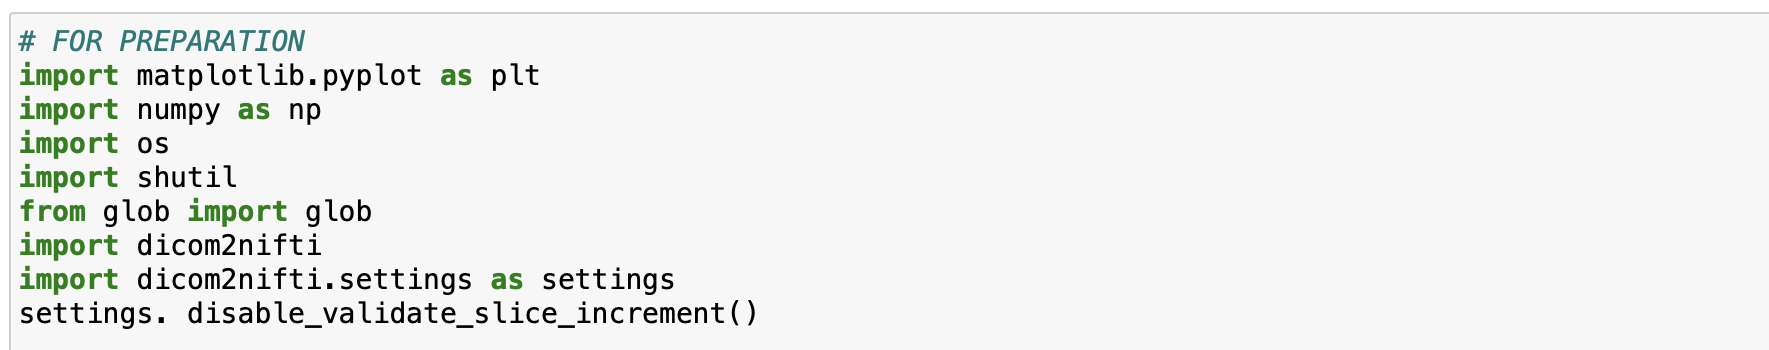 # FOR PREPARATION
import matplotlib.pyplot as plt
import numpy as np
import os
import shutil
from glob import glob
import dicom2nifti
import dicom2nifti.settings as settings
settings. disable_validate_slice_increment()